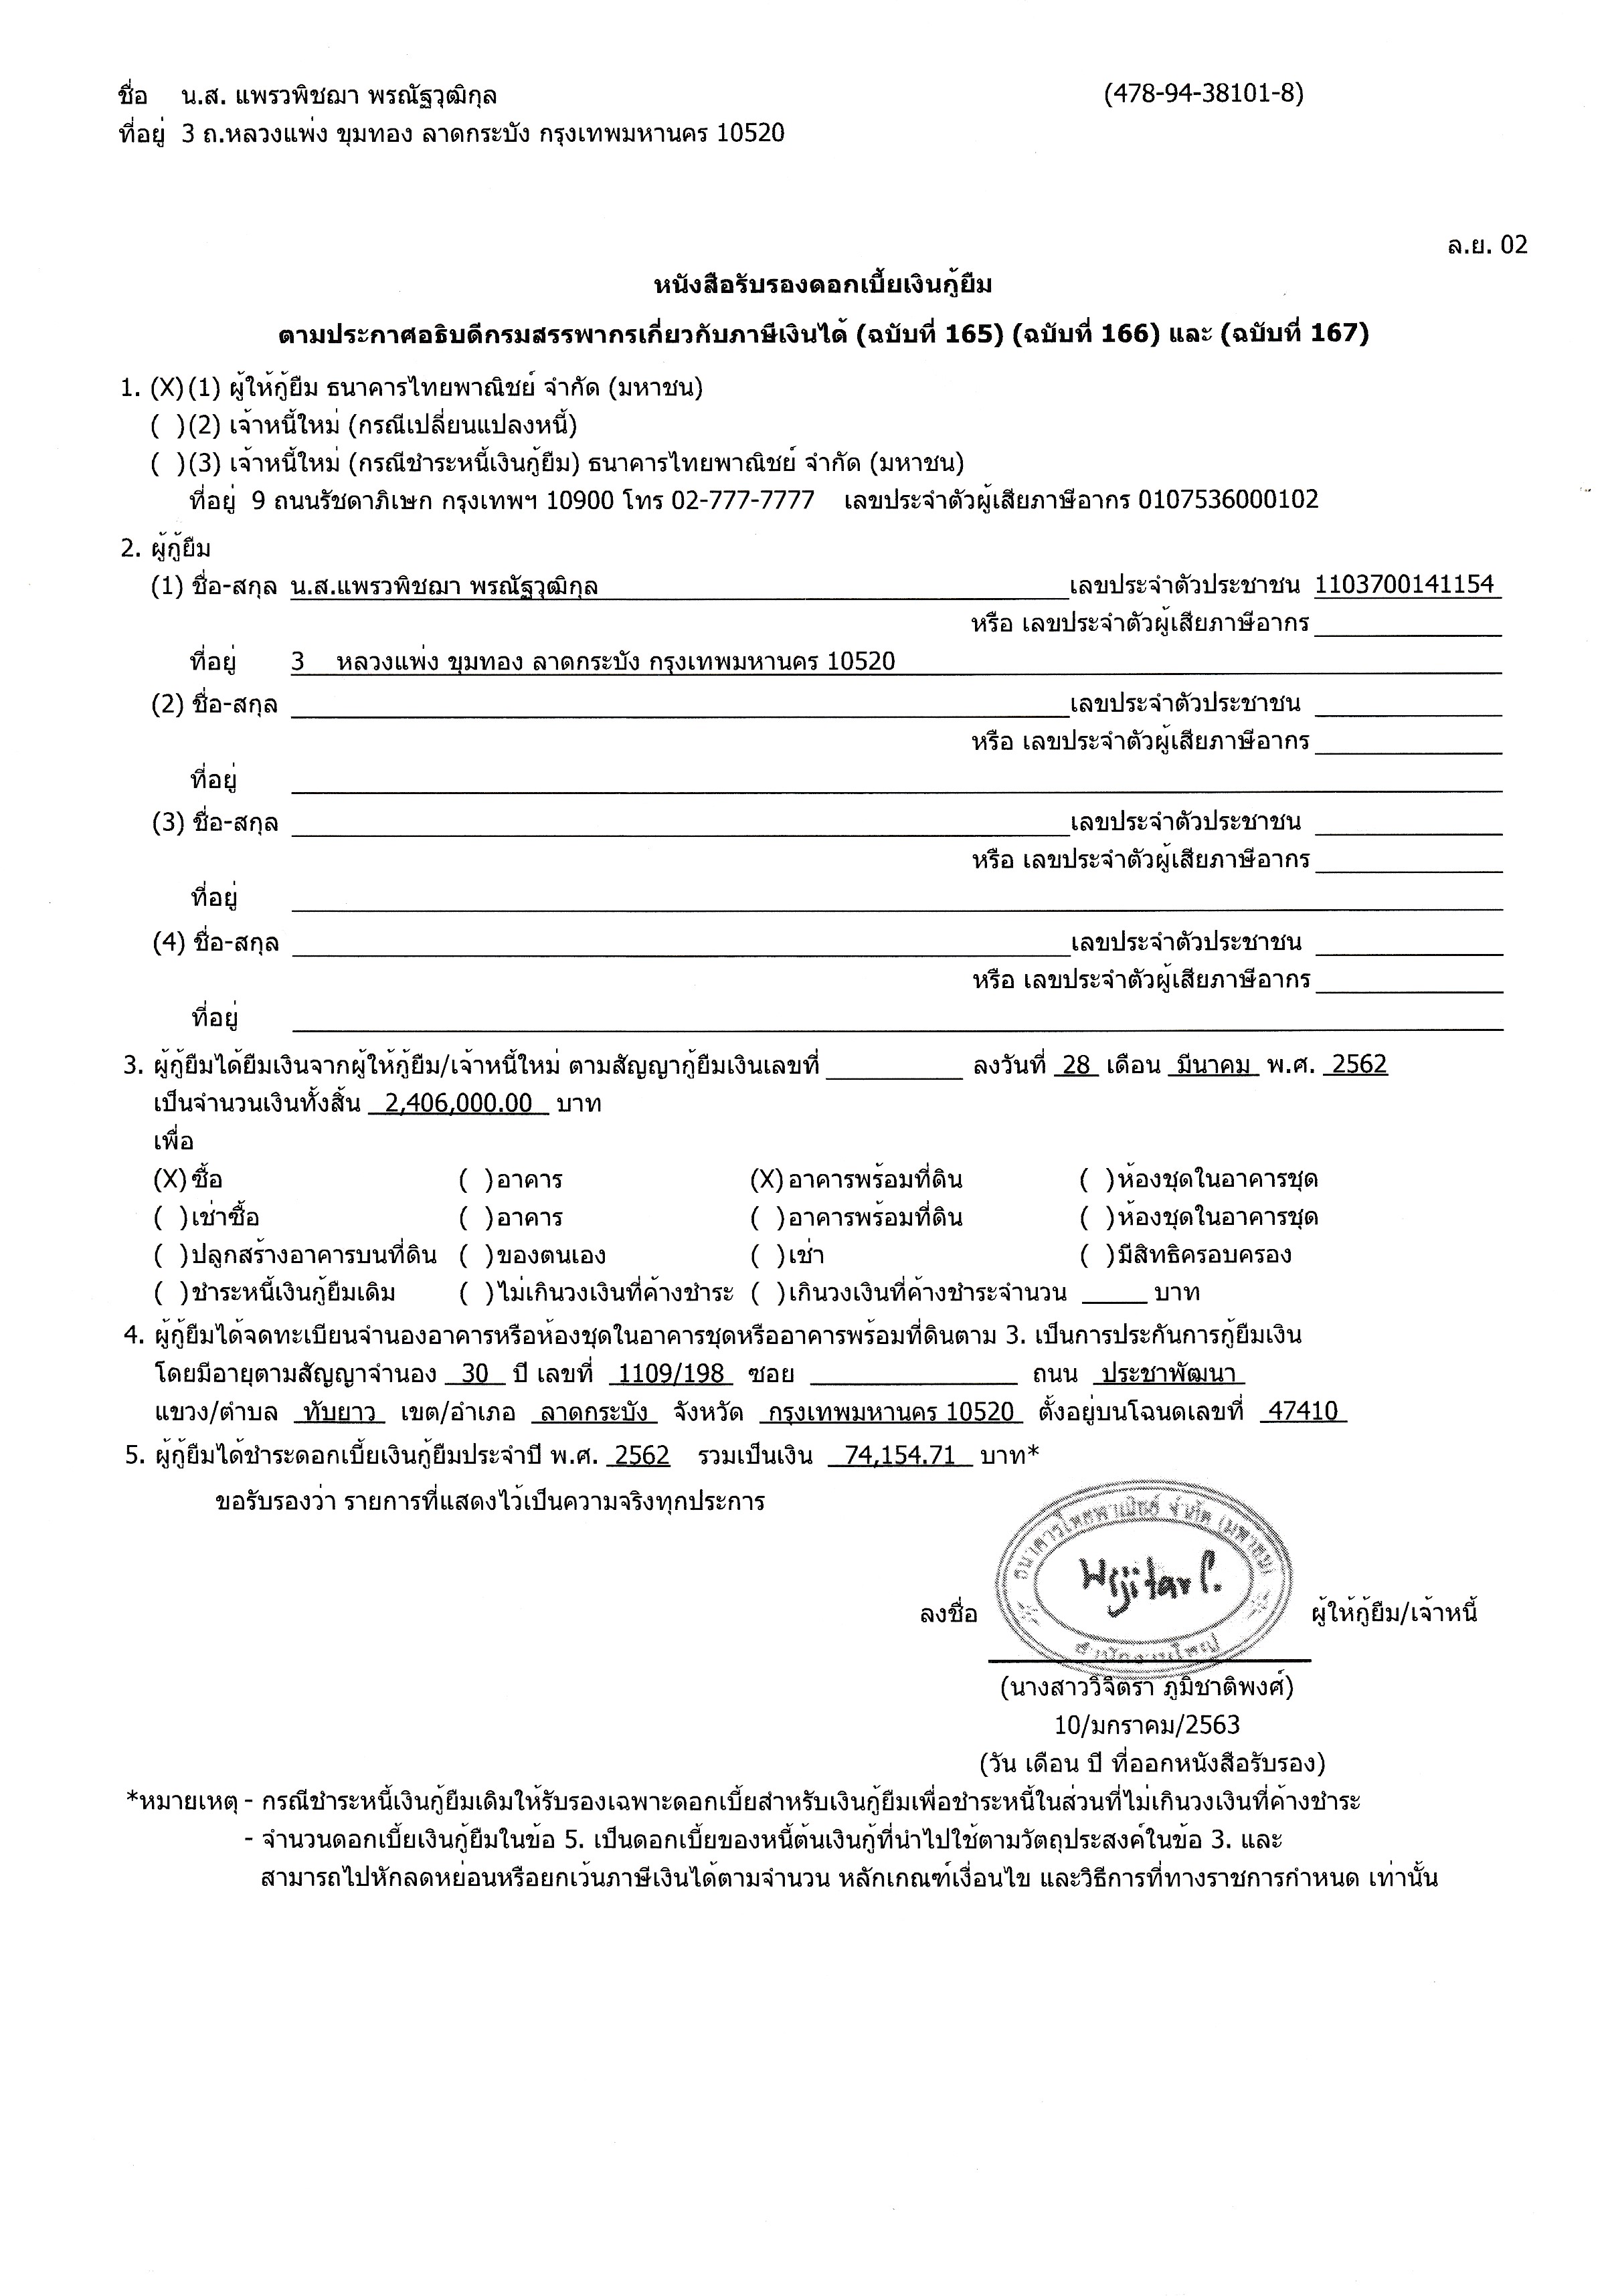 ชื่อ น.ส. แพรวพิชฌา พรณัฐวุฒิกุล (478-94-38101-8)
ที่อยู่ 3 ถ.หลวงแพ่ง ขุมทอง ลาดกระบัง กรุงเทพมหานคร 10520
ล.ย. 02
หนังสือรับรองดอกเบี้ยเงินกู้ยืม
ตามประกาศอธิบดีกรมสรรพากรเกี่ยวกับภาษีเงินได้ (ฉบับที่ 165) (ฉบับที่ 166) และ (ฉบับที่ 167)
1. (X)(1) ผู้ให้กู้ยืม ธนาคารไทยพาณิชย์ จำกัด (มหาชน)
( )(2) เจ้าหนี้ใหม่ (กรณีเปลี่ยนแปลงหนี้)
( )(3) เจ้าหนี้ใหม่ (กรณีชำระหนี้เงินกู้ยืม) ธนาคารไทยพาณิชย์ จำกัด (มหาชน)
ที่อยู่ 9 ถนนรัชดาภิเษก กรุงเทพฯ 10900 โทร 02-777-7777 เลขประจำตัวผู้เสียภาษีอากร 0107536000102
2. ผู้กู้ยืม
(1) ชื่อ-สกุล น.ส.แพรวพิชฌา พรณัฐวุฒิกุล เลขประจำตัวประชาชน 1103700141154
หรือ เลขประจำตัวผู้เสียภาษีอากร
ที่อยู่ 3 หลวงแพ่ง ขุมทอง ลาดกระบัง กรุงเทพมหานคร 10520
(2) ชื่อ-สกุล เลขประจำตัวประชาชน
หรือ เลขประจำตัวผู้เสียภาษีอากร
ที่อยู่
(3) ชื่อ-สกุล เลขประจำตัวประชาชน
หรือ เลขประจำตัวผู้เสียภาษีอากร
ที่อยู่
(4) ชื่อ-สกุล เลขประจำตัวประชาชน
หรือ เลขประจำตัวผู้เสียภาษีอากร
ที่อยู่
3. ผู้กู้ยืมได้ยืมเงินจากผู้ให้กู้ยืม/เจ้าหนี้ใหม่ ตามสัญญากู้ยืมเงินเลขที่ ลงวันที่ 28 เดือน มีนาคม พ.ศ. 2562
เป็นจำนวนเงินทั้งสิ้น 2,406,000.00 บาท
เพื่อ
(X)ซื้อ ( )อาคาร (X)อาคารพร้อมที่ดิน ( )ห้องชุดในอาคารชุด
( )เช่าซื้อ ( )อาคาร ( )อาคารพร้อมที่ดิน ( )ห้องชุดในอาคารชุด
( )ปลูกสร้างอาคารบนที่ดิน ( )ของตนเอง ( )เช่า ( )มีสิทธิครอบครอง
( )ชำระหนี้เงินกู้ยืมเดิม ( )ไม่เกินวงเงินที่ค้างชำระ ( )เกินวงเงินที่ค้างชำระจำนวน บาท
4. ผู้กู้ยืมได้จดทะเบียนจำนองอาคารหรือห้องชุดในอาคารชุดหรืออาคารพร้อมที่ดินตาม 3. เป็นการประกันการกู้ยืมเงิน
โดยมีอายุตามสัญญาจำนอง 30 ปี เลขที่ 1109/198 ซอย ถนน ประชาพัฒนา
แขวง/ตำบล ทับยาว เขต/อำเภอ ลาดกระบัง จังหวัด กรุงเทพมหานคร 10520 ตั้งอยู่บนโฉนดเลขที่ 47410
5. ผู้กู้ยืมได้ชำระดอกเบี้ยเงินกู้ยืมประจำปี พ.ศ. 2562 รวมเป็นเงิน 74,154.71 บาท*
ขอรับรองว่า รายการที่แสดงไว้เป็นความจริงทุกประการ
ธนาคารไทยพาณิชย์ จำกัด (มหาชน)
สำนักงานใหญ่
ลงชื่อ ผู้ให้กู้ยืม/เจ้าหนี้
(นางสาววิจิตรา ภูมิชาติพงศ์)
10/มกราคม/2563
(วัน เดือน ปี ที่ออกหนังสือรับรอง)
*หมายเหตุ - กรณีชำระหนี้เงินกู้ยืมเดิมให้รับรองเฉพาะดอกเบี้ยสำหรับเงินกู้ยืมเพื่อชำระหนี้ในส่วนที่ไม่เกินวงเงินที่ค้างชำระ
- จำนวนดอกเบี้ยเงินกู้ยืมในข้อ 5. เป็นดอกเบี้ยของหนี้ต้นเงินกู้ที่นำไปใช้ตามวัตถุประสงค์ในข้อ 3. และ
สามารถไปหักลดหย่อนหรือยกเว้นภาษีเงินได้ตามจำนวน หลักเกณฑ์เงื่อนไข และวิธีการที่ทางราชการกำหนด เท่านั้น